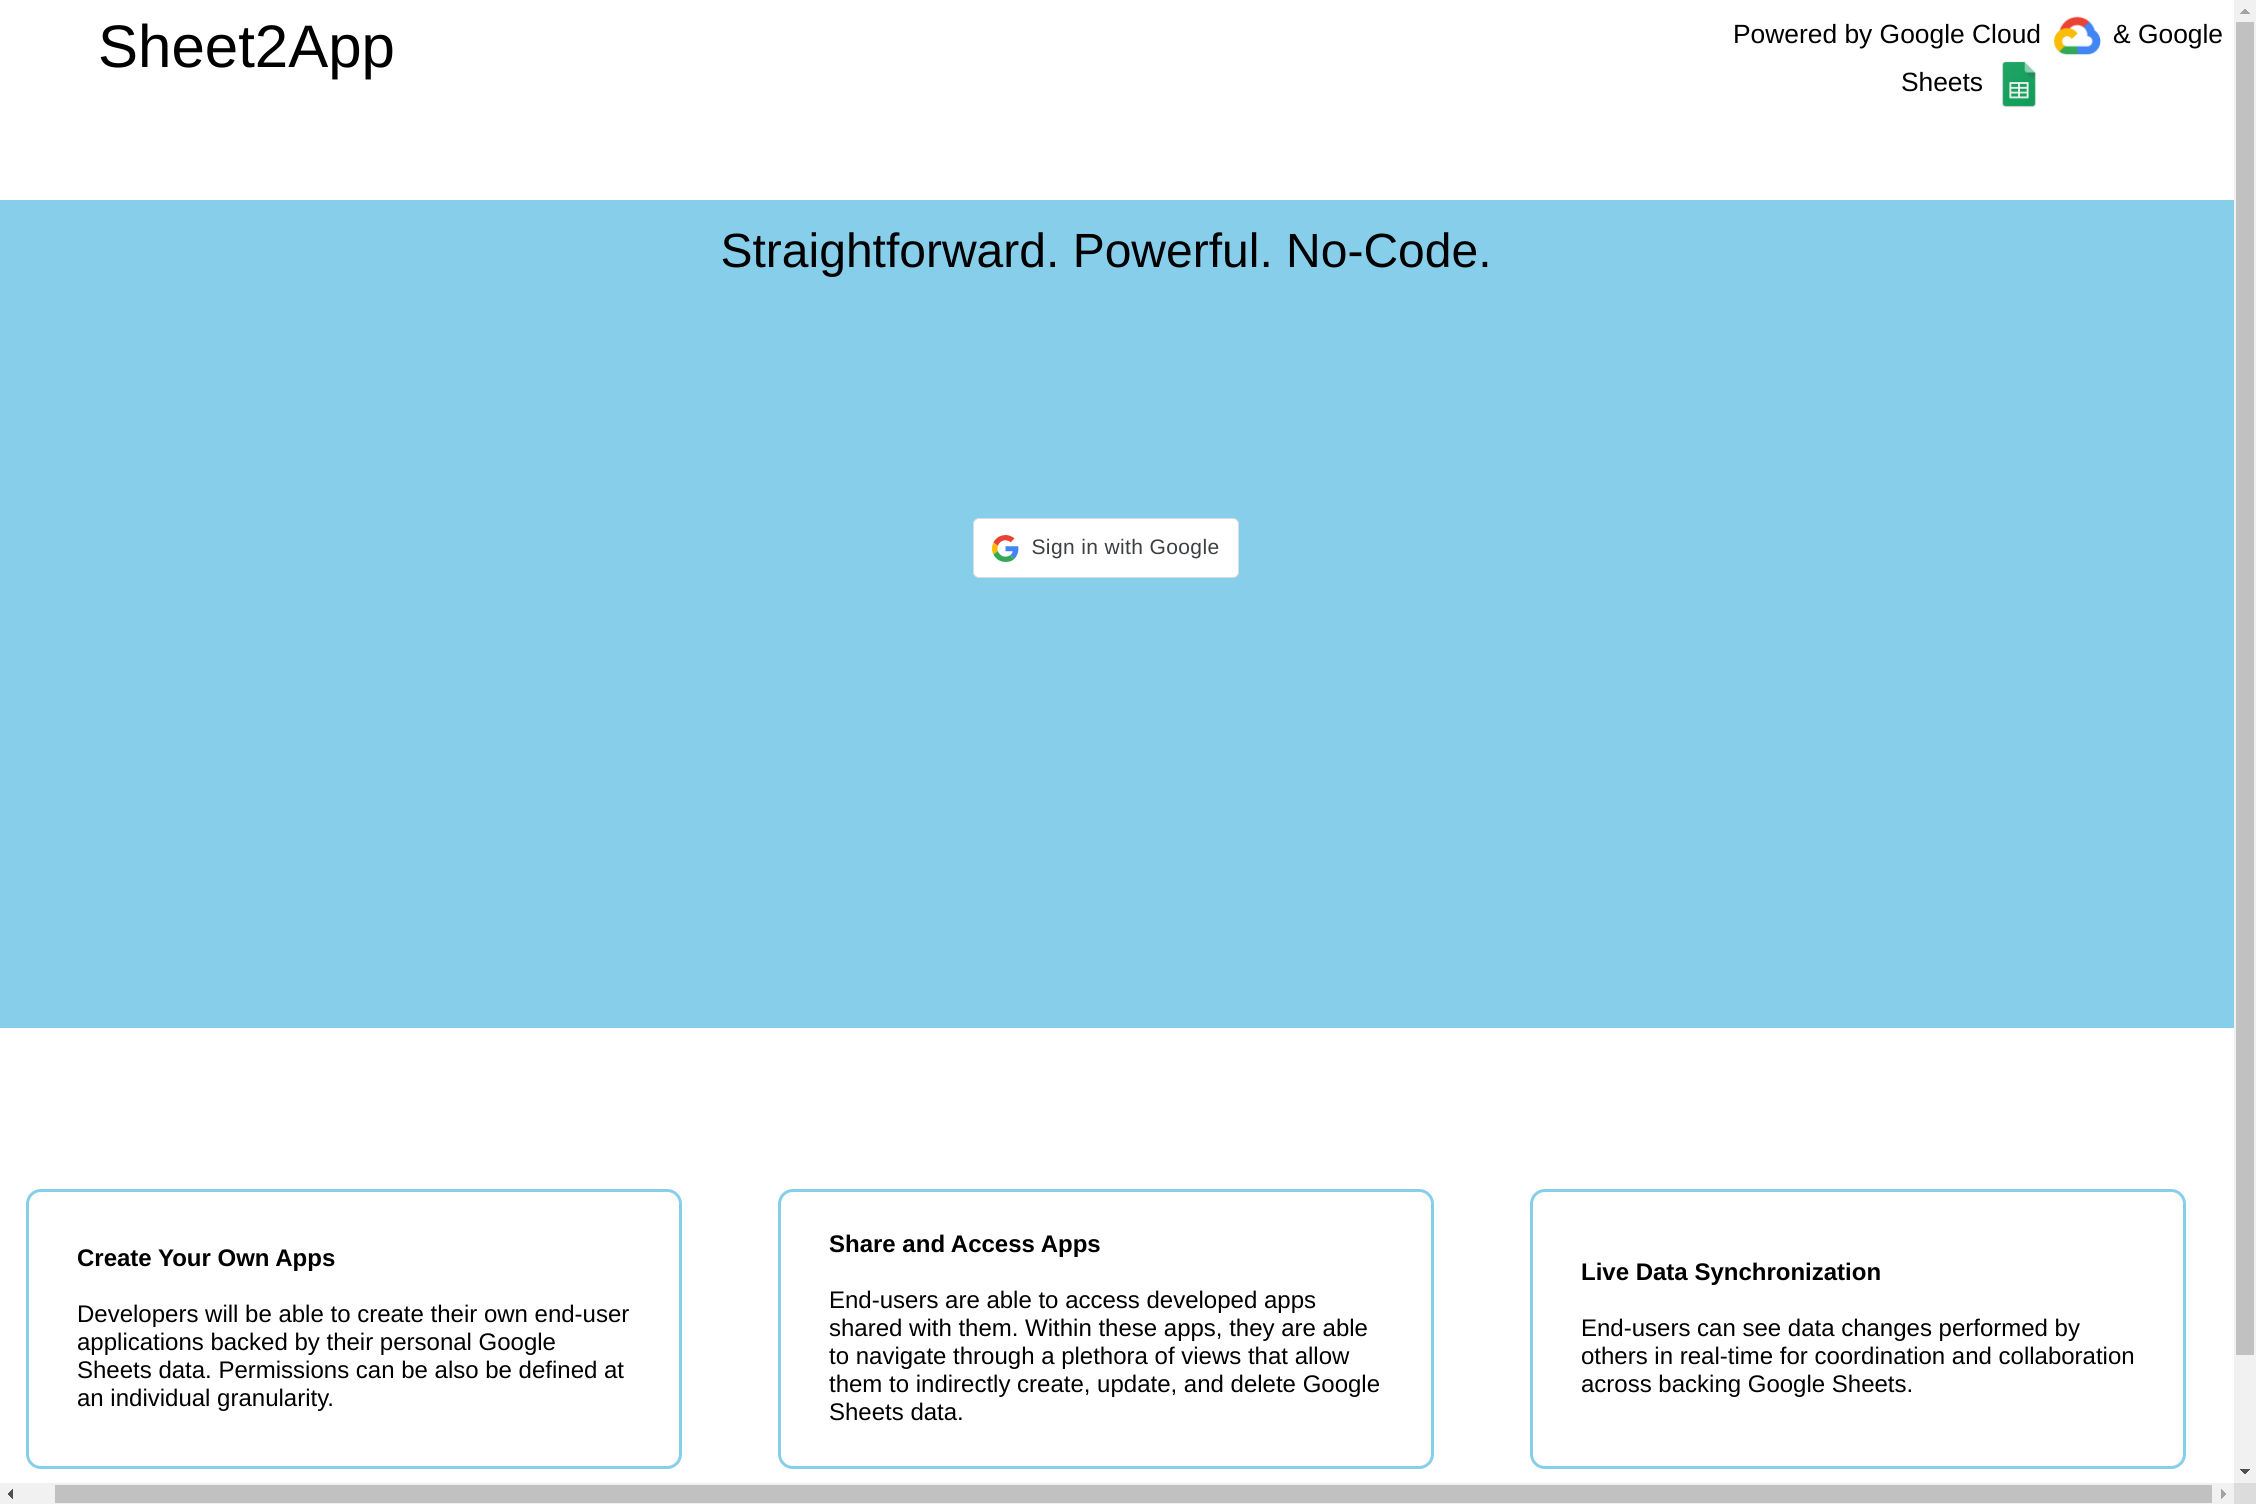 Sheet2App
Powered by Google Cloud & Google
Sheets
Straightforward. Powerful. No-Code.
Sign in with Google
Create Your Own Apps
Developers will be able to create their own end-user
applications backed by their personal Google
Sheets data. Permissions can be also be defined at
an individual granularity.
Share and Access Apps
End-users are able to access developed apps
shared with them. Within these apps, they are able
to navigate through a plethora of views that allow
them to indirectly create, update, and delete Google
Sheets data.
Live Data Synchronization
End-users can see data changes performed by
others in real-time for coordination and collaboration
across backing Google Sheets.